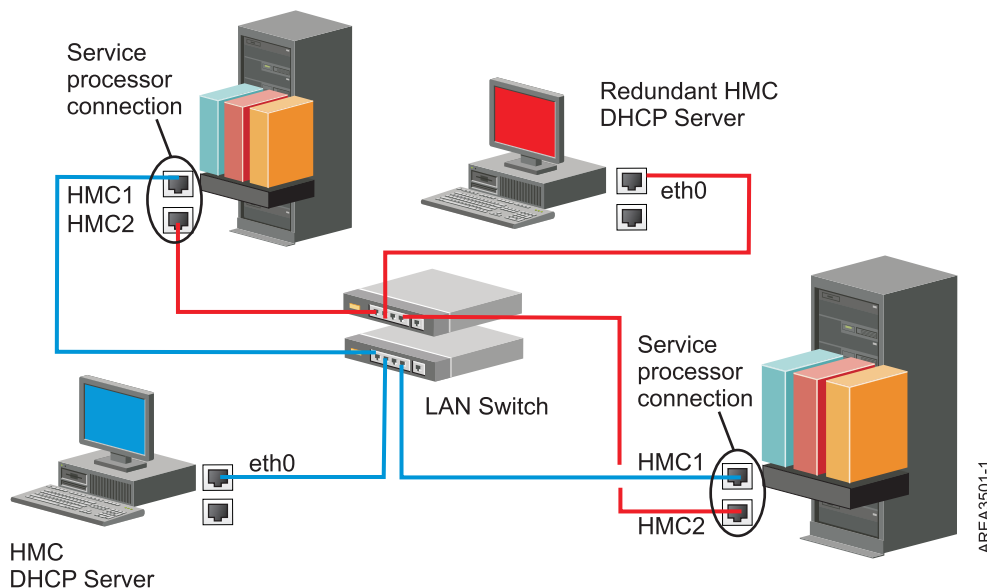 Service
processor
connection
HMC1
HMC2
Redundant HMC
DHCP Server
eth0
LAN Switch
Service
processor
connection
HMC1
HMC2
eth0
HMC
DHCP Server
AREA3501-1